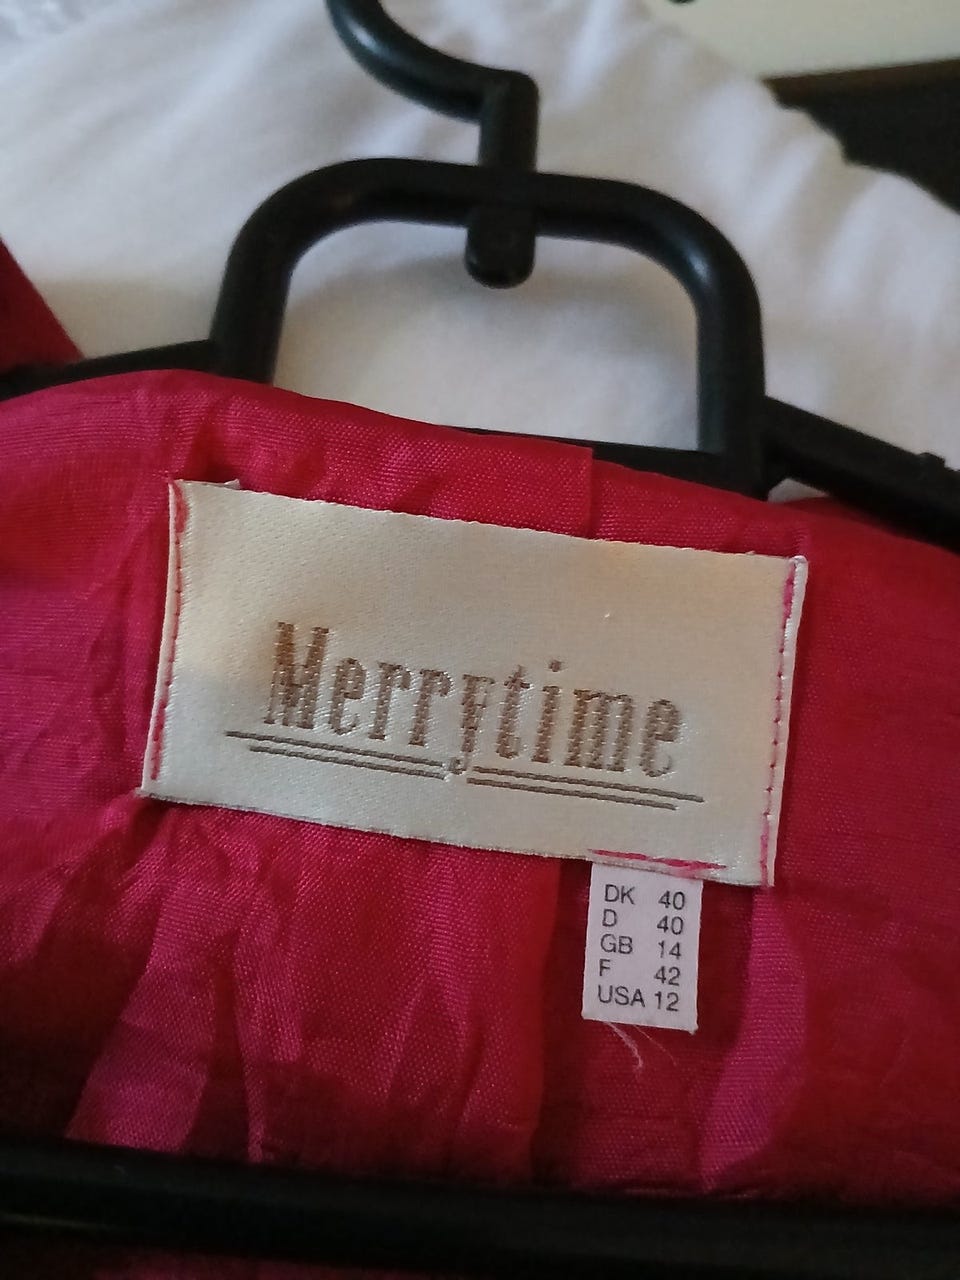 Merrytime
DK 40
D 40
GB 14
F 42
USA 12